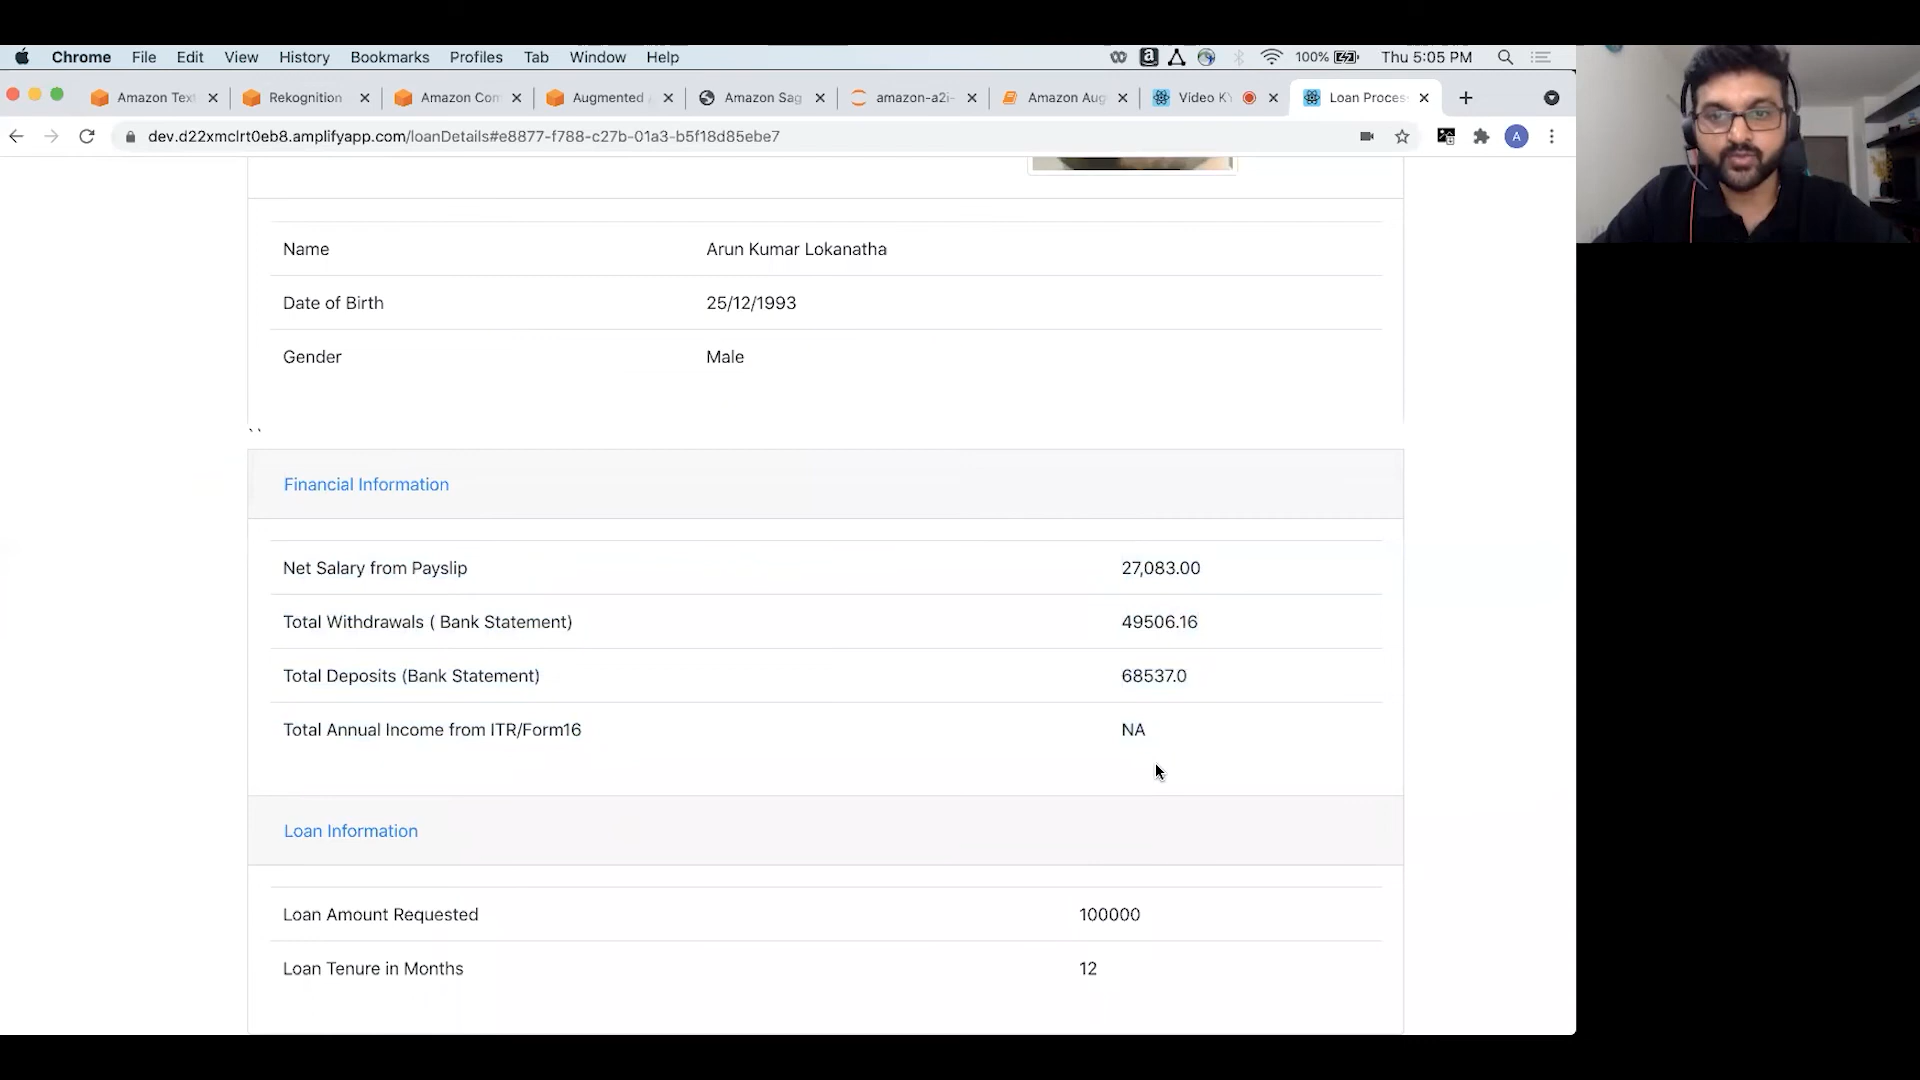 Chrome File Edit View History Bookmarks Profiles Tab Window Help 100% Thu 5:05 PM
Amazon Tex Rekognition Amazon Com Augmented Amazon Sag amazon-a2i- Amazon Aug Video K Loan Proces
dev.d22xmclrt0eb8.amplifyapp.com/loanDetails#e8877-f788-c27b-01a3-b5f18d85ebe7 A
Name Arun Kumar Lokanatha
Date of Birth 25/12/1993
Gender Male
``
Financial Information
Net Salary from Payslip 27,083.00
Total Withdrawals ( Bank Statement) 49506.16
Total Deposits (Bank Statement) 68537.0
Total Annual Income from ITR/Form16 NA
Loan Information
Loan Amount Requested 100000
Loan Tenure in Months 12